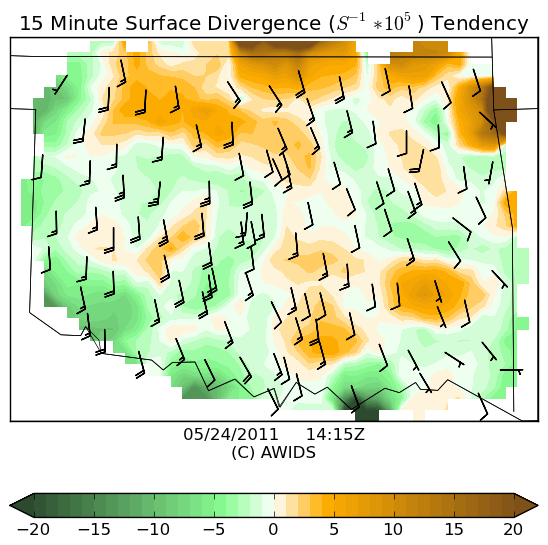 15 Minute Surface Divergence (S⁻¹ *10⁵ ) Tendency
05/24/2011 14:15Z
(C) AWIDS
−20 −15 −10 −5 0 5 10 15 20